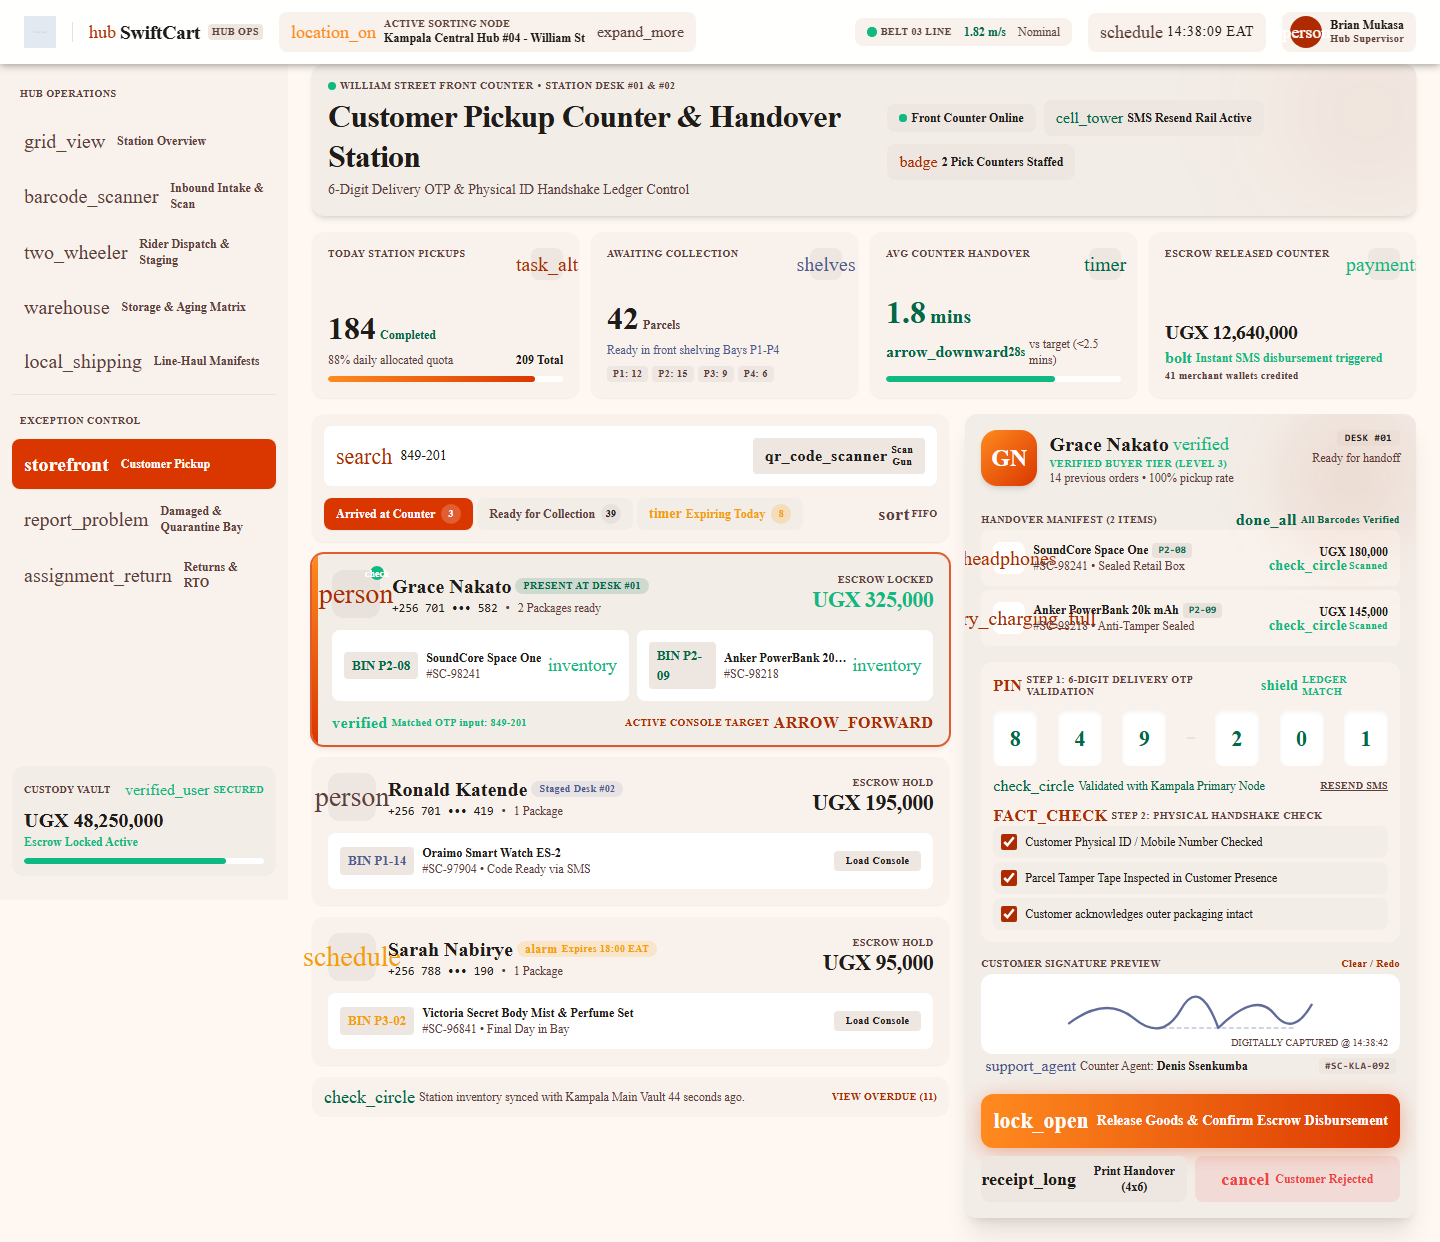 hub SwiftCart HUB OPS
location_on ACTIVE SORTING NODE
Kampala Central Hub #04 - William St expand_more
BELT 03 LINE 1.82 m/s Nominal
schedule 14:38:09 EAT
Brian Mukasa
Hub Supervisor
HUB OPERATIONS
grid_view Station Overview
barcode_scanner Inbound Intake &
Scan
two_wheeler Rider Dispatch &
Staging
warehouse Storage & Aging Matrix
local_shipping Line-Haul Manifests
EXCEPTION CONTROL
storefront Customer Pickup
report_problem Damaged &
Quarantine Bay
assignment_return Returns &
RTO
CUSTODY VAULT verified_user SECURED
UGX 48,250,000
Escrow Locked Active
WILLIAM STREET FRONT COUNTER • STATION DESK #01 & #02
Customer Pickup Counter & Handover
Station
6-Digit Delivery OTP & Physical ID Handshake Ledger Control
Front Counter Online
cell_tower SMS Resend Rail Active
badge 2 Pick Counters Staffed
TODAY STATION PICKUPS task_alt
184 Completed
88% daily allocated quota 209 Total
AWAITING COLLECTION shelves
42 Parcels
Ready in front shelving Bays P1-P4
P1: 12 P2: 15 P3: 9 P4: 6
AVG COUNTER HANDOVER timer
1.8 mins
arrow_downward 28s vs target (<2.5
mins)
ESCROW RELEASED COUNTER payments
UGX 12,640,000
bolt Instant SMS disbursement triggered
41 merchant wallets credited
search 849-201
qr_code_scanner Scan
Gun
Arrived at Counter 3
Ready for Collection 39
timer Expiring Today 8
sort FIFO
person check Grace Nakato PRESENT AT DESK #01
+256 701 ••• 582 • 2 Packages ready
ESCROW LOCKED
UGX 325,000
BIN P2-08 SoundCore Space One
#SC-98241 inventory
BIN P2-
09 Anker PowerBank 20...
#SC-98218 inventory
verified Matched OTP input: 849-201
ACTIVE CONSOLE TARGET ARROW_FORWARD
person Ronald Katende Staged Desk #02
+256 701 ••• 419 • 1 Package
ESCROW HOLD
UGX 195,000
BIN P1-14 Oraimo Smart Watch ES-2
#SC-97904 • Code Ready via SMS
Load Console
schedule Sarah Nabirye alarm Expires 18:00 EAT
+256 788 ••• 190 • 1 Package
ESCROW HOLD
UGX 95,000
BIN P3-02 Victoria Secret Body Mist & Perfume Set
#SC-96841 • Final Day in Bay
Load Console
check_circle Station inventory synced with Kampala Main Vault 44 seconds ago.
VIEW OVERDUE (11)
GN Grace Nakato verified
VERIFIED BUYER TIER (LEVEL 3)
14 previous orders • 100% pickup rate
DESK #01
Ready for handoff
HANDOVER MANIFEST (2 ITEMS) done_all All Barcodes Verified
headphones SoundCore Space One P2-08
#SC-98241 • Sealed Retail Box
UGX 180,000
check_circle Scanned
ry_charging_full Anker PowerBank 20k mAh P2-09
#SC-98218 • Anti-Tamper Sealed
UGX 145,000
check_circle Scanned
PIN STEP 1: 6-DIGIT DELIVERY OTP
VALIDATION
shield LEDGER
MATCH
8 4 9 - 2 0 1
check_circle Validated with Kampala Primary Node RESEND SMS
FACT_CHECK STEP 2: PHYSICAL HANDSHAKE CHECK
Customer Physical ID / Mobile Number Checked
Parcel Tamper Tape Inspected in Customer Presence
Customer acknowledges outer packaging intact
CUSTOMER SIGNATURE PREVIEW Clear / Redo
DIGITALLY CAPTURED @ 14:38:42
support_agent Counter Agent: Denis Ssenkumba #SC-KLA-092
lock_open Release Goods & Confirm Escrow Disbursement
receipt_long Print Handover
(4x6)
cancel Customer Rejected